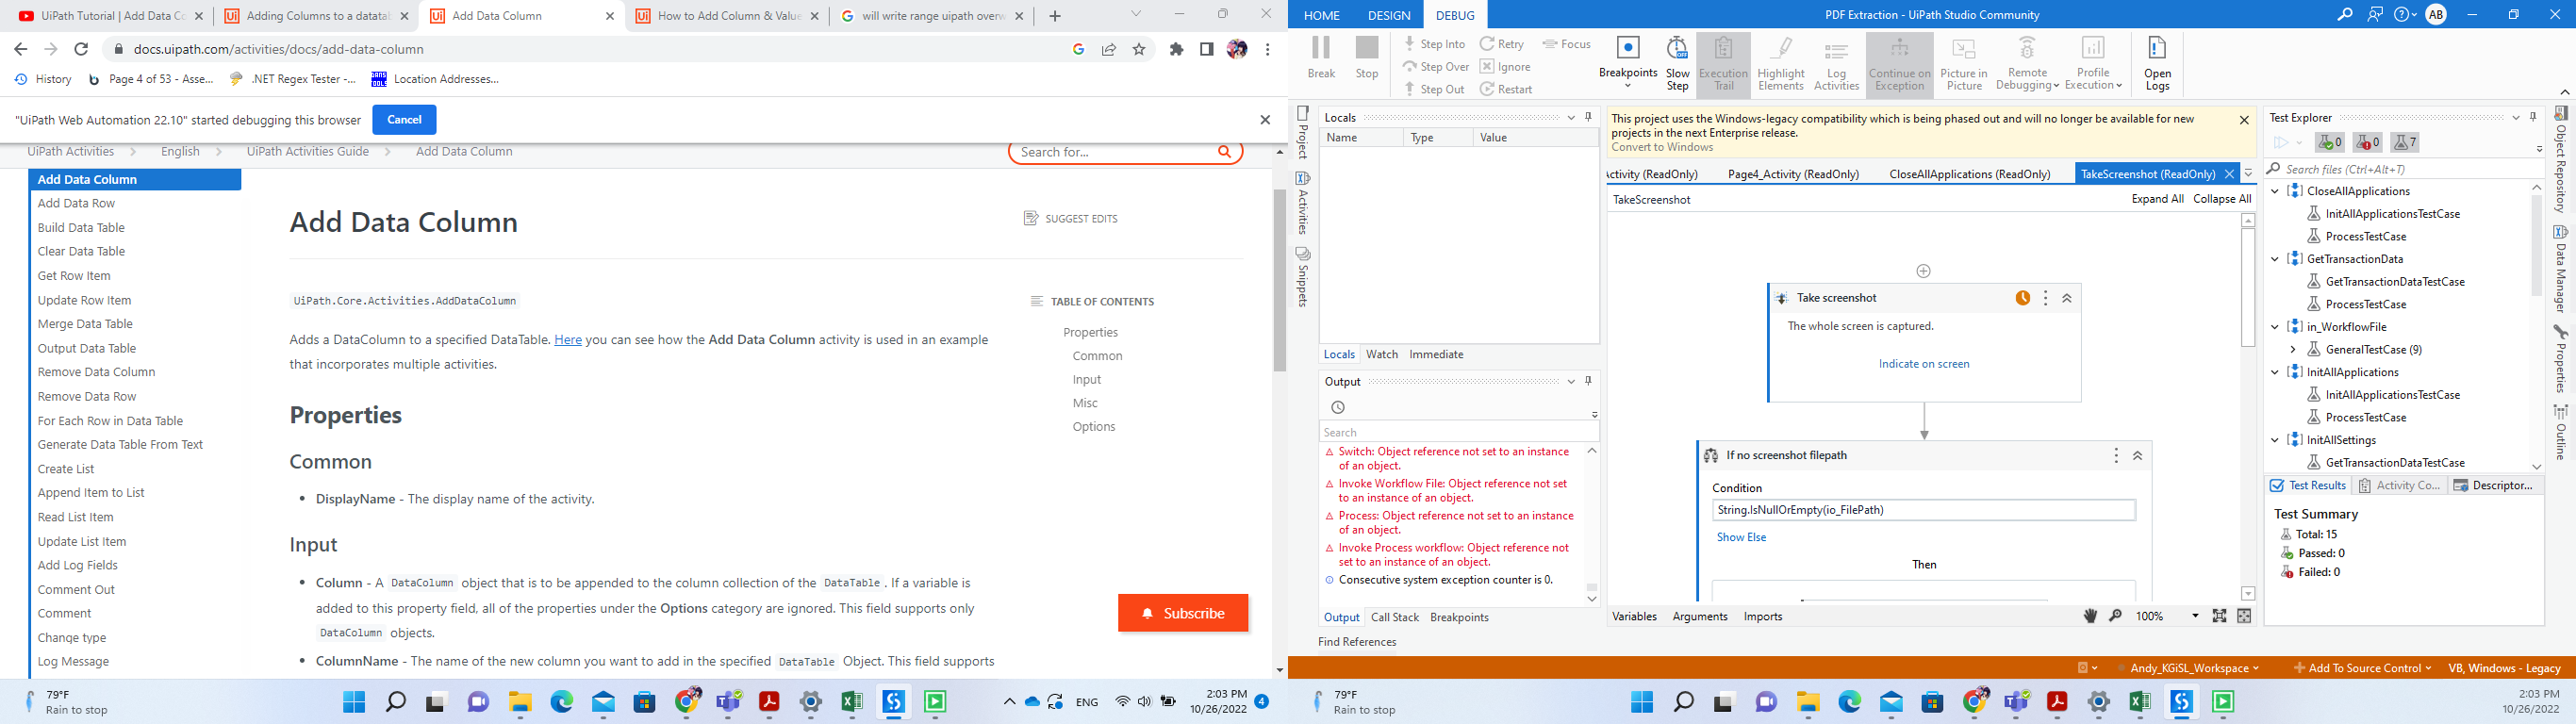 UiPath Tutorial | Add Data Co
Adding Columns to a datatab
Add Data Column
How to Add Column & Value
will write range uipath overw
docs.uipath.com/activities/docs/add-data-column
History
Page 4 of 53 - Asse...
.NET Regex Tester -...
Location Addresses...
"UiPath Web Automation 22.10" started debugging this browser
Cancel
UiPath Activities
English
UiPath Activities Guide
Add Data Column
Search for...
Add Data Column
Add Data Row
Build Data Table
Clear Data Table
Get Row Item
Update Row Item
Merge Data Table
Output Data Table
Remove Data Column
Remove Data Row
For Each Row in Data Table
Generate Data Table From Text
Create List
Append Item to List
Read List Item
Update List Item
Add Log Fields
Comment Out
Comment
Change type
Log Message
Add Data Column
SUGGEST EDITS
UiPath.Core.Activities.AddDataColumn
Adds a DataColumn to a specified DataTable. Here you can see how the Add Data Column activity is used in an example
that incorporates multiple activities.
Properties
Common
• DisplayName - The display name of the activity.
Input
• Column - A DataColumn object that is to be appended to the column collection of the DataTable. If a variable is
added to this property field, all of the properties under the Options category are ignored. This field supports only
DataColumn objects.
• ColumnName - The name of the new column you want to add in the specified DataTable Object. This field supports
TABLE OF CONTENTS
Properties
Common
Input
Misc
Options
Subscribe
79°F
Rain to stop
ENG
2:03 PM
10/26/2022
4
HOME
DESIGN
DEBUG
PDF Extraction - UiPath Studio Community
AB
Break
Stop
Step Into
Step Over
Step Out
Retry
Ignore
Restart
Focus
Breakpoints
Slow
Step
Execution
Trail
Highlight
Elements
Log
Activities
Continue on
Exception
Picture in
Picture
Remote
Debugging
Profile
Execution
Open
Logs
Project
Activities
Snippets
Locals
Name
Type
Value
Locals
Watch
Immediate
Output
Search
Switch: Object reference not set to an instance
of an object.
Invoke Workflow File: Object reference not set
to an instance of an object.
Process: Object reference not set to an instance
of an object.
Invoke Process workflow: Object reference not
set to an instance of an object.
Consecutive system exception counter is 0.
Output
Call Stack
Breakpoints
Find References
This project uses the Windows-legacy compatibility which is being phased out and will no longer be available for new
projects in the next Enterprise release.
Convert to Windows
ctivity (ReadOnly)
Page4_Activity (ReadOnly)
CloseAllApplications (ReadOnly)
TakeScreenshot (ReadOnly)
TakeScreenshot
Expand All
Collapse All
Take screenshot
The whole screen is captured.
Indicate on screen
If no screenshot filepath
Condition
String.IsNullOrEmpty(io_FilePath)
Show Else
Then
Variables
Arguments
Imports
100%
Test Explorer
0
0
7
Search files (Ctrl+Alt+T)
CloseAllApplications
InitAllApplicationsTestCase
ProcessTestCase
GetTransactionData
GetTransactionDataTestCase
ProcessTestCase
in_WorkflowFile
GeneralTestCase (9)
InitAllApplications
InitAllApplicationsTestCase
ProcessTestCase
InitAllSettings
GetTransactionDataTestCase
Test Results
Activity Co...
Descriptor...
Test Summary
Total: 15
Passed: 0
Failed: 0
Object Repository
Data Manager
Properties
Outline
Andy_KGiSL_Workspace
Add To Source Control
VB, Windows - Legacy
79°F
Rain to stop
2:03 PM
10/26/2022